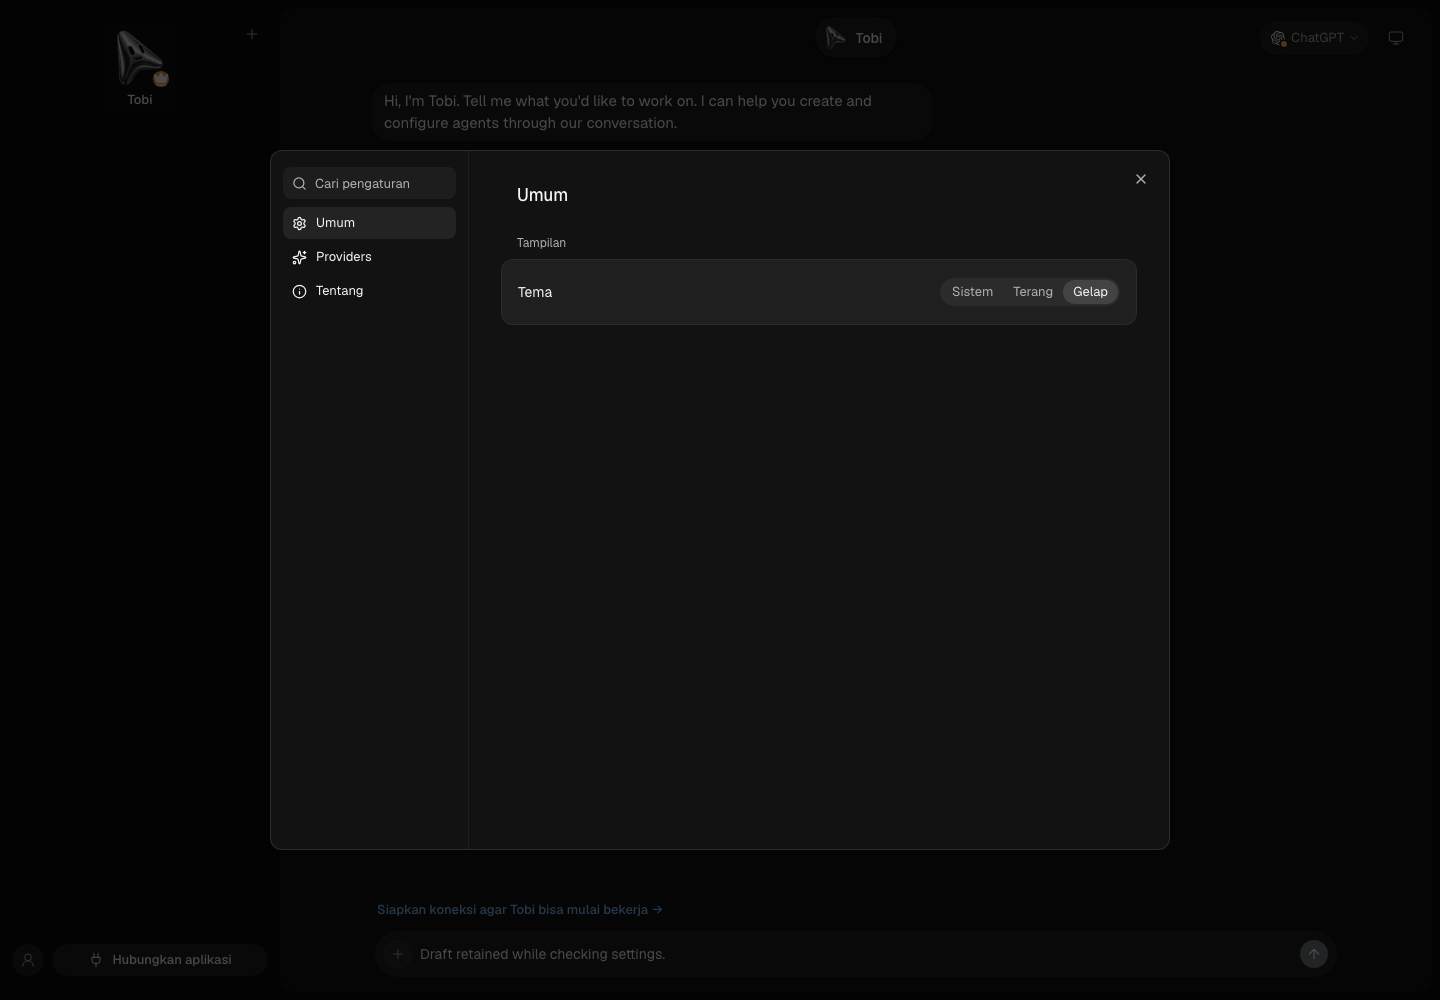 Tobi
Tobi
ChatGPT
Hi, I'm Tobi. Tell me what you'd like to work on. I can help you create and
configure agents through our conversation.
Cari pengaturan
Umum
Providers
Tentang
Umum
Tampilan
Tema
Sistem
Terang
Gelap
Siapkan koneksi agar Tobi bisa mulai bekerja →
Draft retained while checking settings.
Hubungkan aplikasi